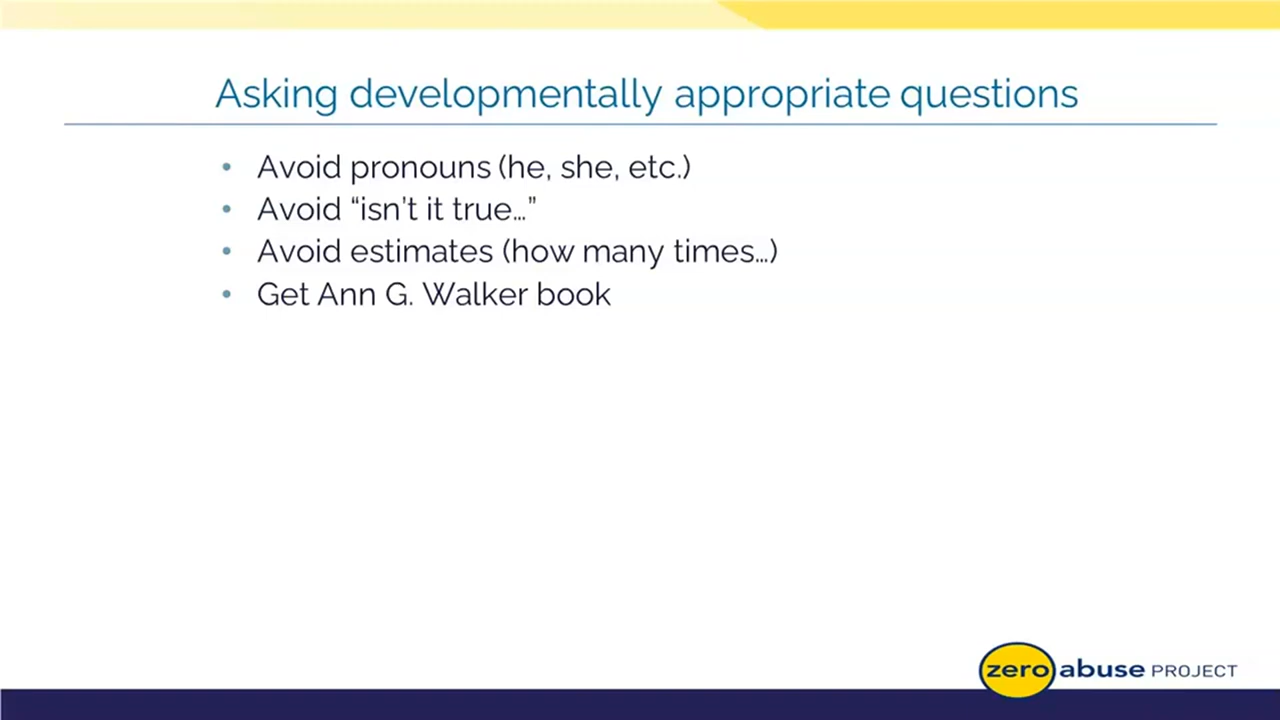 Asking developmentally appropriate questions
• Avoid pronouns (he, she, etc.)
• Avoid “isn’t it true…”
• Avoid estimates (how many times…)
• Get Ann G. Walker book
zero abuse PROJECT